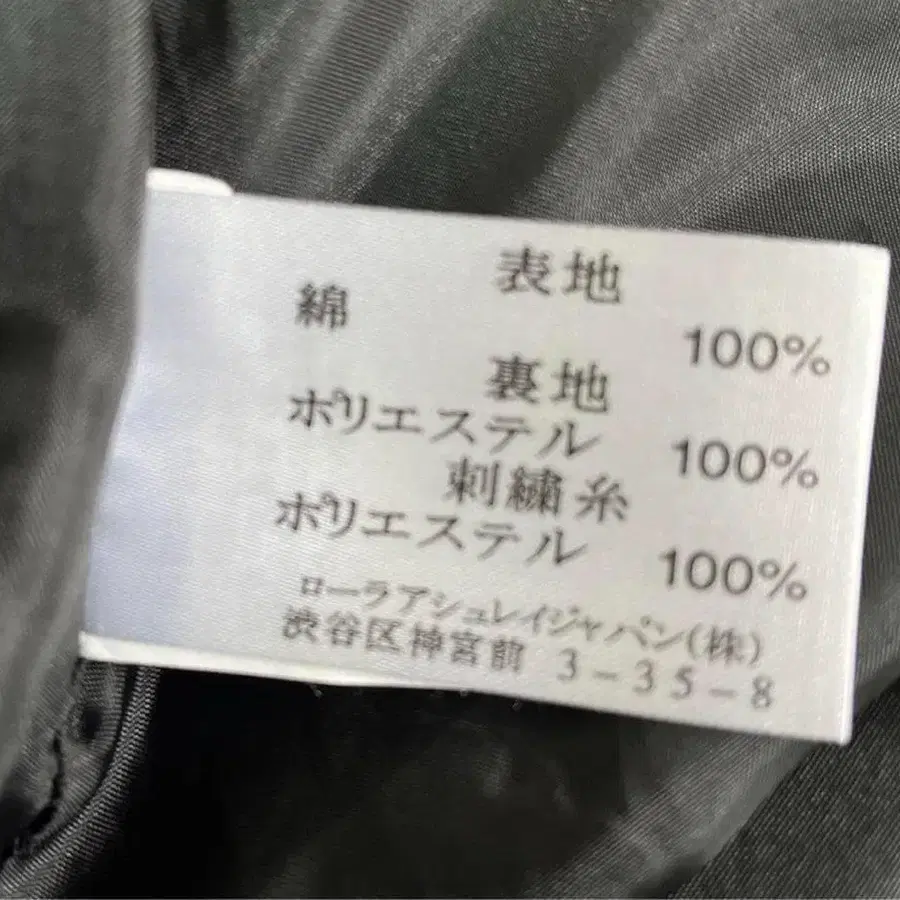 表地
綿 100%
裏地
ポリエステル 100%
刺繍糸
ポリエステル 100%
ローラアシュレイジャパン(株)
渋谷区神宮前 3-35-8